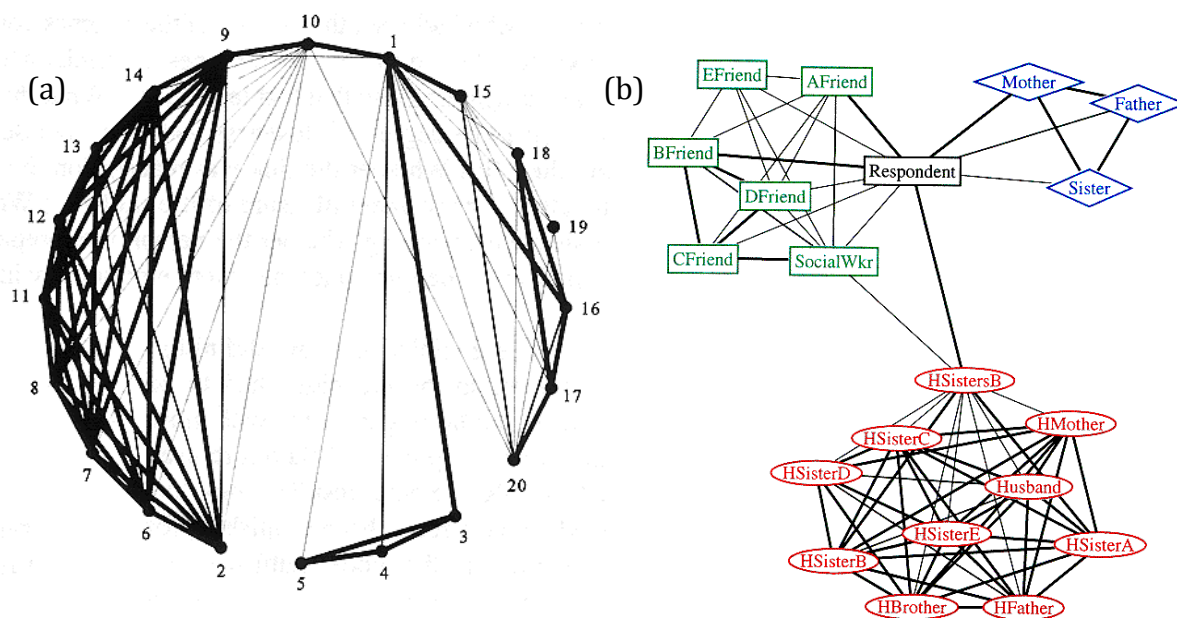 (a)
10
9
1
14
15
13
18
12
19
11
16
8
17
7
20
6
3
2
4
5
(b)
EFriend
AFriend
Mother
Father
BFriend
Respondent
DFriend
Sister
CFriend
SocialWkr
HSistersB
HMother
HSisterC
HSisterD
Husband
HSisterE
HSisterA
HSisterB
HBrother
HFather